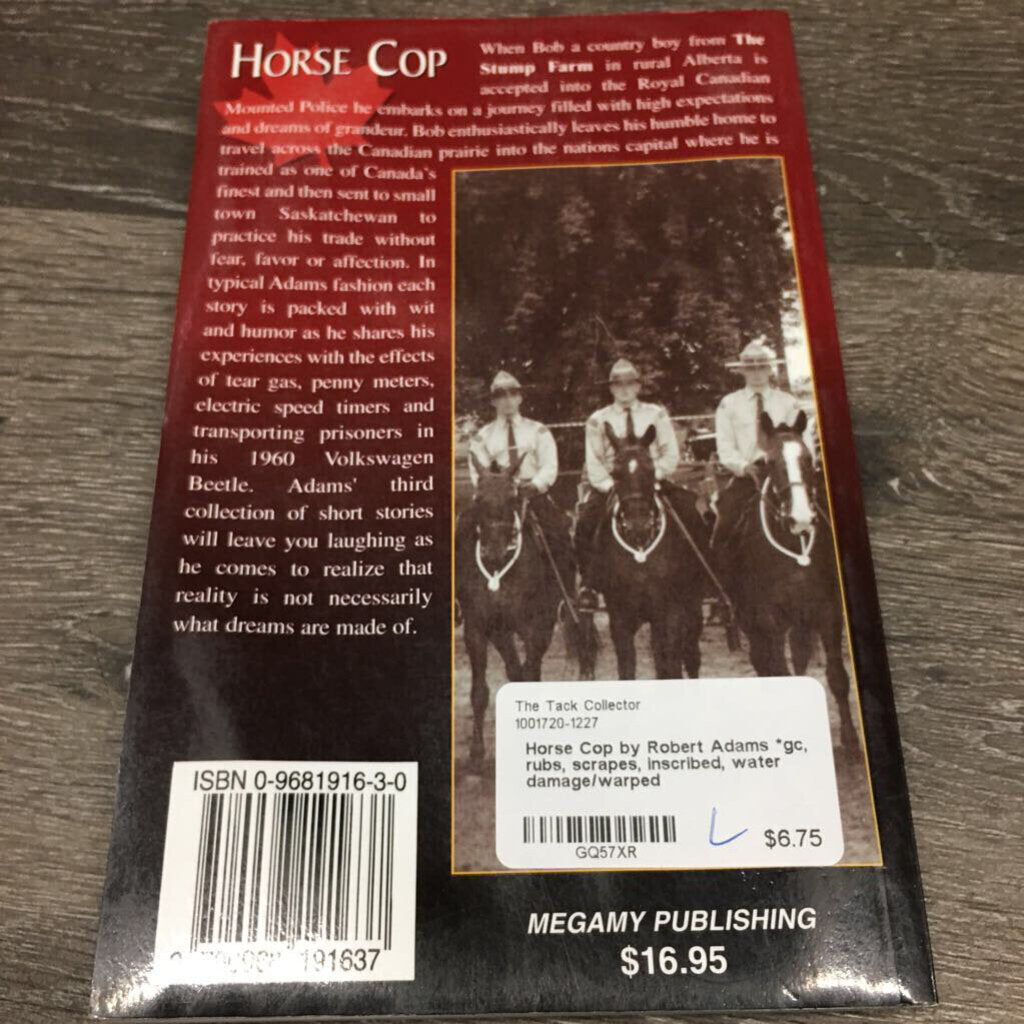 HORSE COP
When Bob a country boy from The
Stump Farm in rural Alberta is
accepted into the Royal Canadian
Mounted Police he embarks on a journey filled with high expectations
and dreams of grandeur. Bob enthusiastically leaves his humble home to
travel across the Canadian prairie into the nations capital where he is
trained as one of Canada's
finest and then sent to small
town Saskatchewan to
practice his trade without
fear, favor or affection. In
typical Adams fashion each
story is packed with wit
and humor as he shares his
experiences with the effects
of tear gas, penny meters,
electric speed timers and
transporting prisoners in
his 1960 Volkswagen
Beetle. Adams' third
collection of short stories
will leave you laughing as
he comes to realize that
reality is not necessarily
what dreams are made of.
The Tack Collector
1001720-1227
Horse Cop by Robert Adams *gc,
rubs, scrapes, inscribed, water
damage/warped
GQ57XR
$6.75
ISBN 0-9681916-3-0
191637
MEGAMY PUBLISHING
$16.95